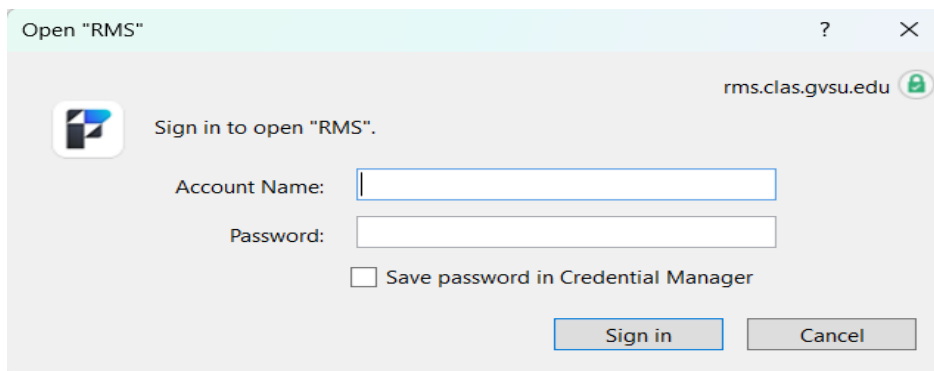 Open "RMS"
?
rms.clas.gvsu.edu
Sign in to open "RMS".
Account Name:
Password:
Save password in Credential Manager
Sign in
Cancel